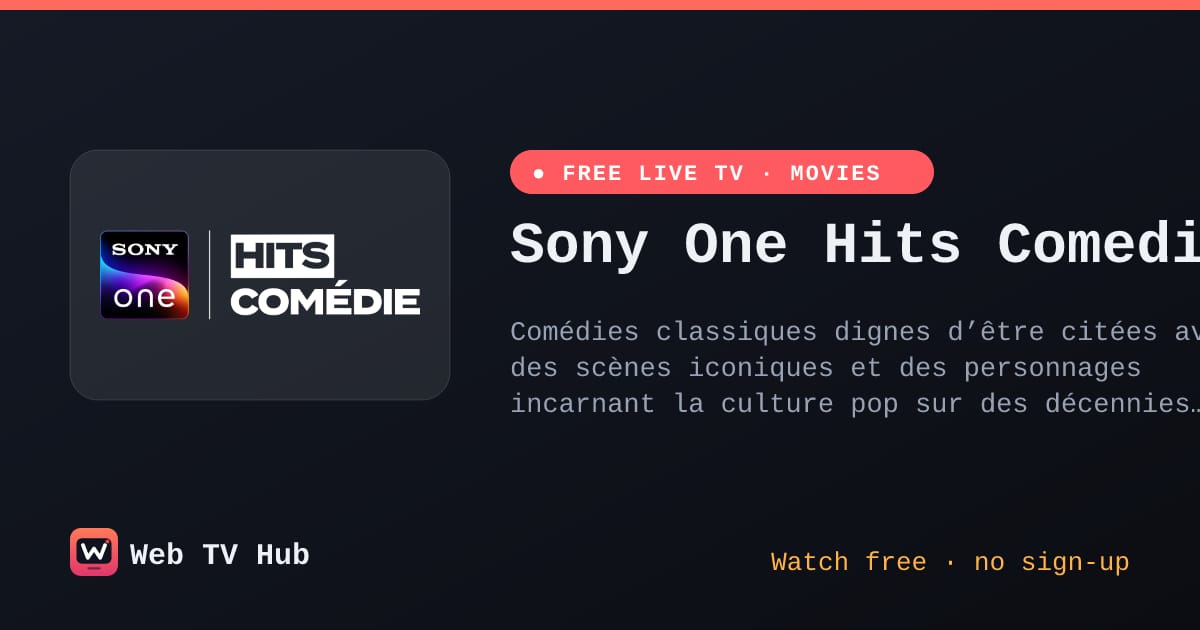 SONY
one
HITS
COMÉDIE
● FREE LIVE TV · MOVIES
Sony One Hits Comedi
Comédies classiques dignes d’être citées av
des scènes iconiques et des personnages
incarnant la culture pop sur des décennies…
W
Web TV Hub
Watch free · no sign-up